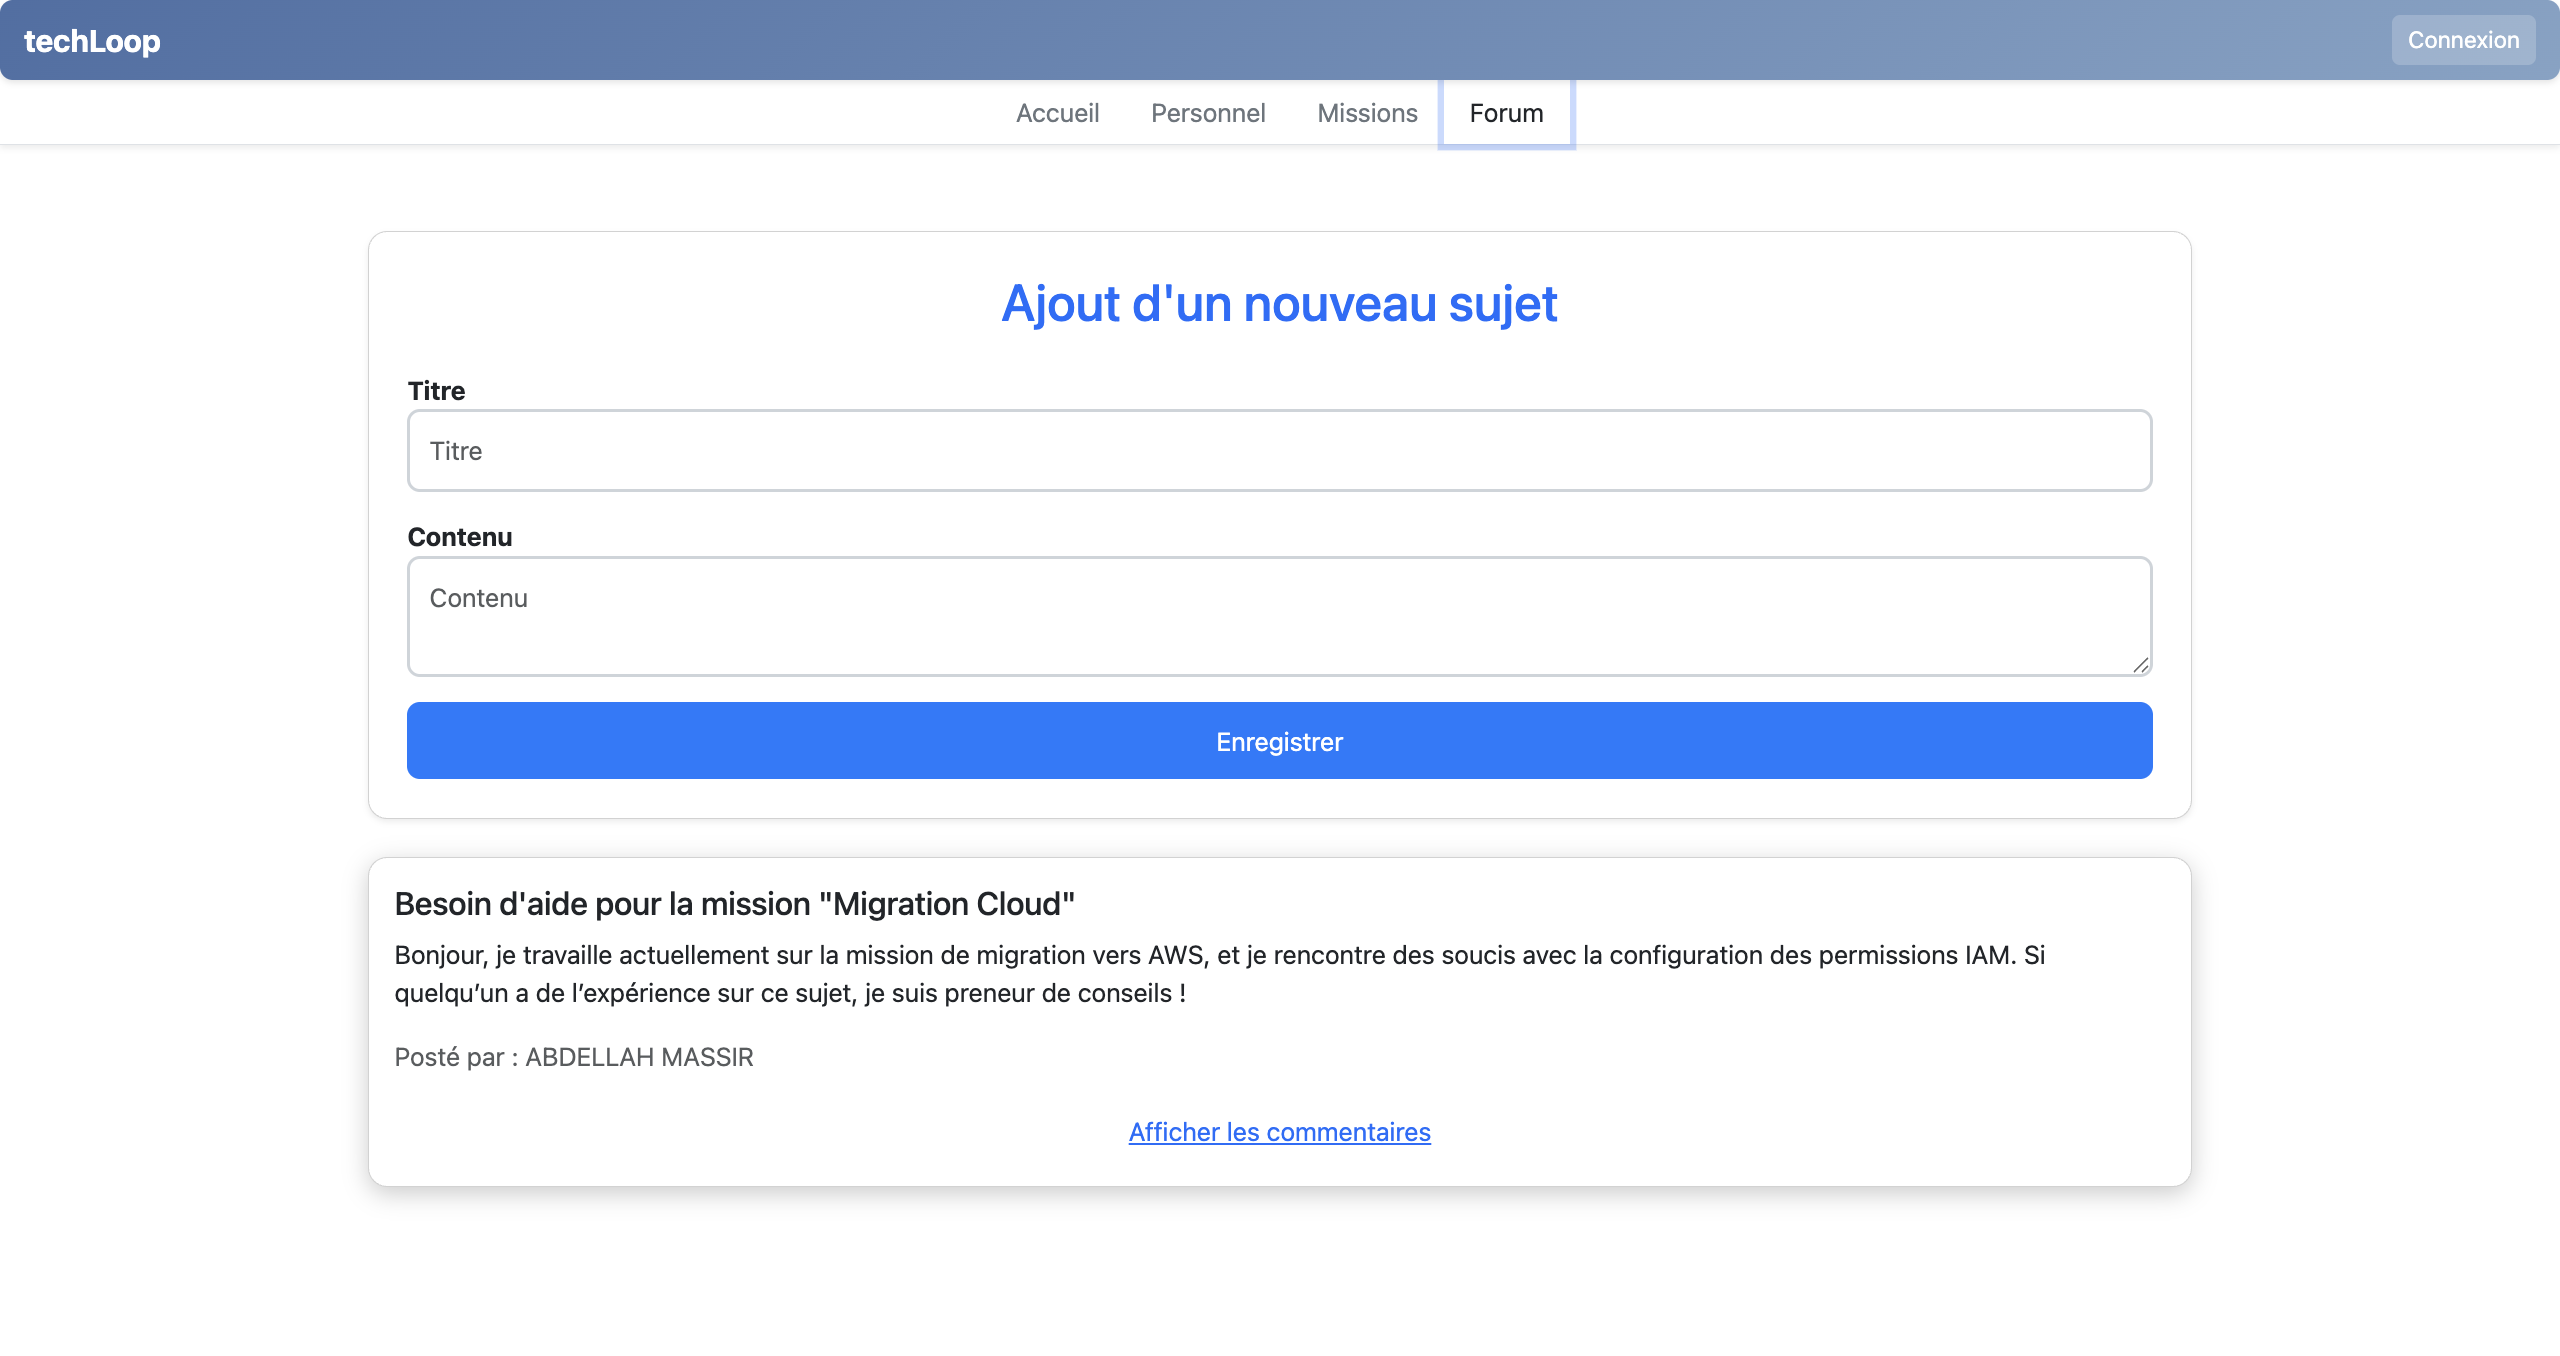 techLoop
Connexion
Accueil Personnel Missions Forum
Ajout d'un nouveau sujet
Titre
Titre
Contenu
Contenu
Enregistrer
Besoin d'aide pour la mission "Migration Cloud"
Bonjour, je travaille actuellement sur la mission de migration vers AWS, et je rencontre des soucis avec la configuration des permissions IAM. Si
quelqu’un a de l’expérience sur ce sujet, je suis preneur de conseils !
Posté par : ABDELLAH MASSIR
Afficher les commentaires